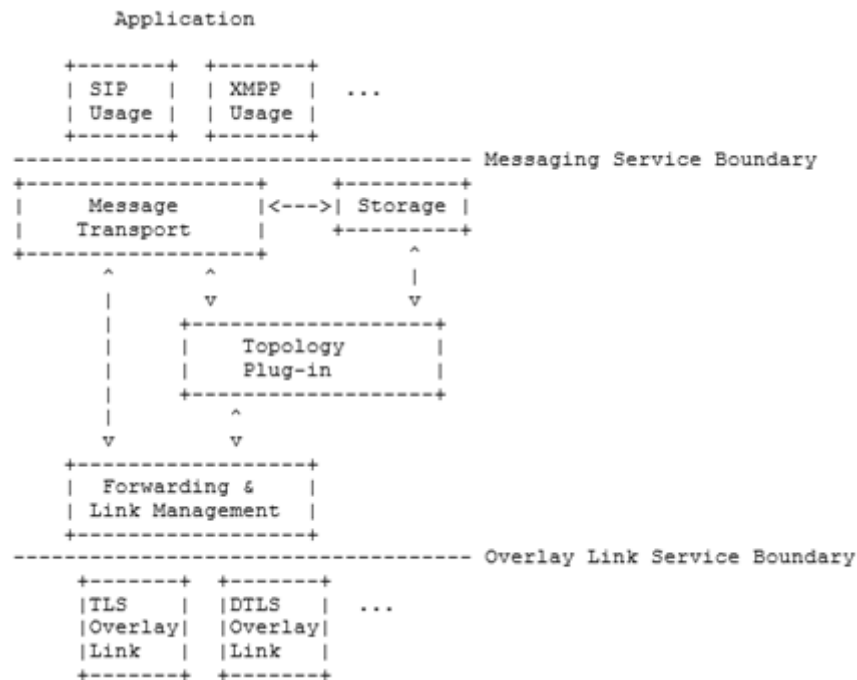 Application
SIP XMPP ...
Usage Usage
Messaging Service Boundary
Message <---> Storage
Transport
Topology
Plug-in
Forwarding &
Link Management
Overlay Link Service Boundary
TLS DTLS ...
Overlay Overlay
Link Link